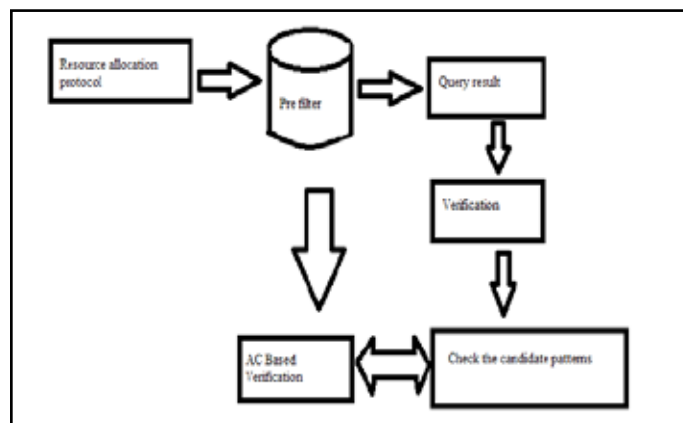 Resource allocation
protocol
Pre filter
Query result
Verification
AC Based
Verification
Check the candidate patterns